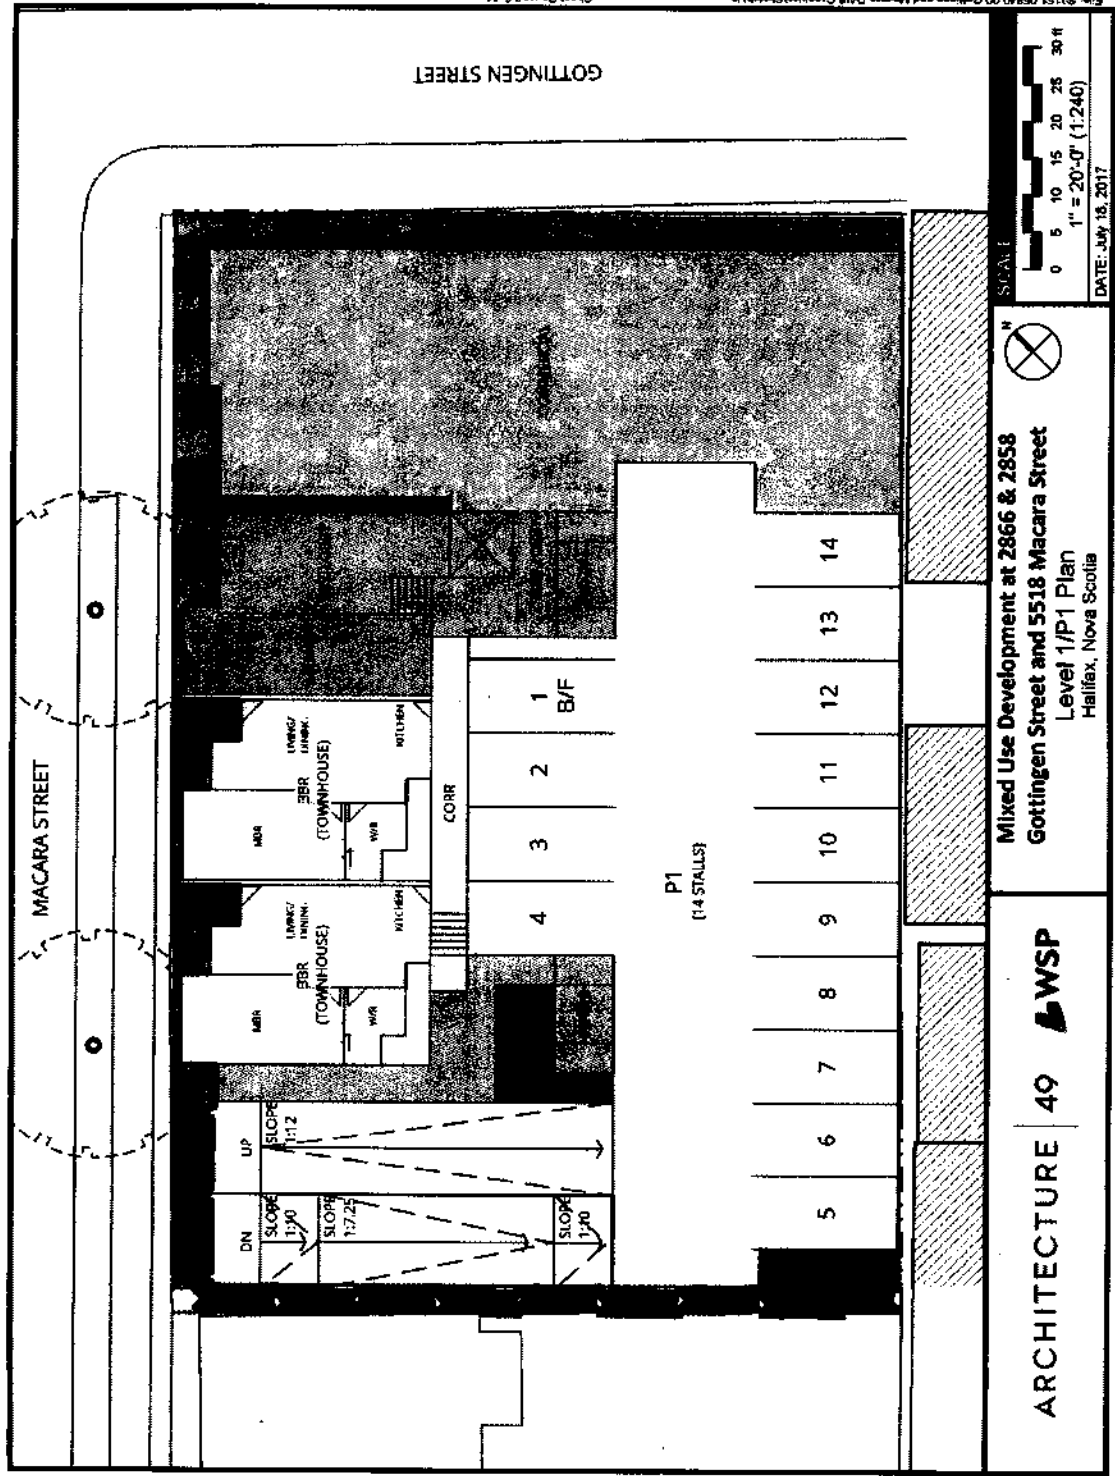 GOTTINGEN STREET
MACARA STREET
LIVING/
DINING
KITCHEN
3BR
(TOWNHOUSE)
MBR
W/R
LIVING/
DINING
KITCHEN
3BR
(TOWNHOUSE)
MBR
W/R
CORR
UP
SLOPE
1:12
DN
SLOPE
1:10
SLOPE
1:7.25
SLOPE
1:10
1
B/F
2
3
4
P1
(14 STALLS)
14
13
12
11
10
9
8
7
6
5
ARCHITECTURE | 49
WSP
Mixed Use Development at 2866 & 2858
Gottingen Street and 5518 Macara Street
Level 1/P1 Plan
Halifax, Nova Scotia
N
SCALE
0 5 10 15 20 25 30 ft
1" = 20'-0" (1:240)
DATE: July 18, 2017